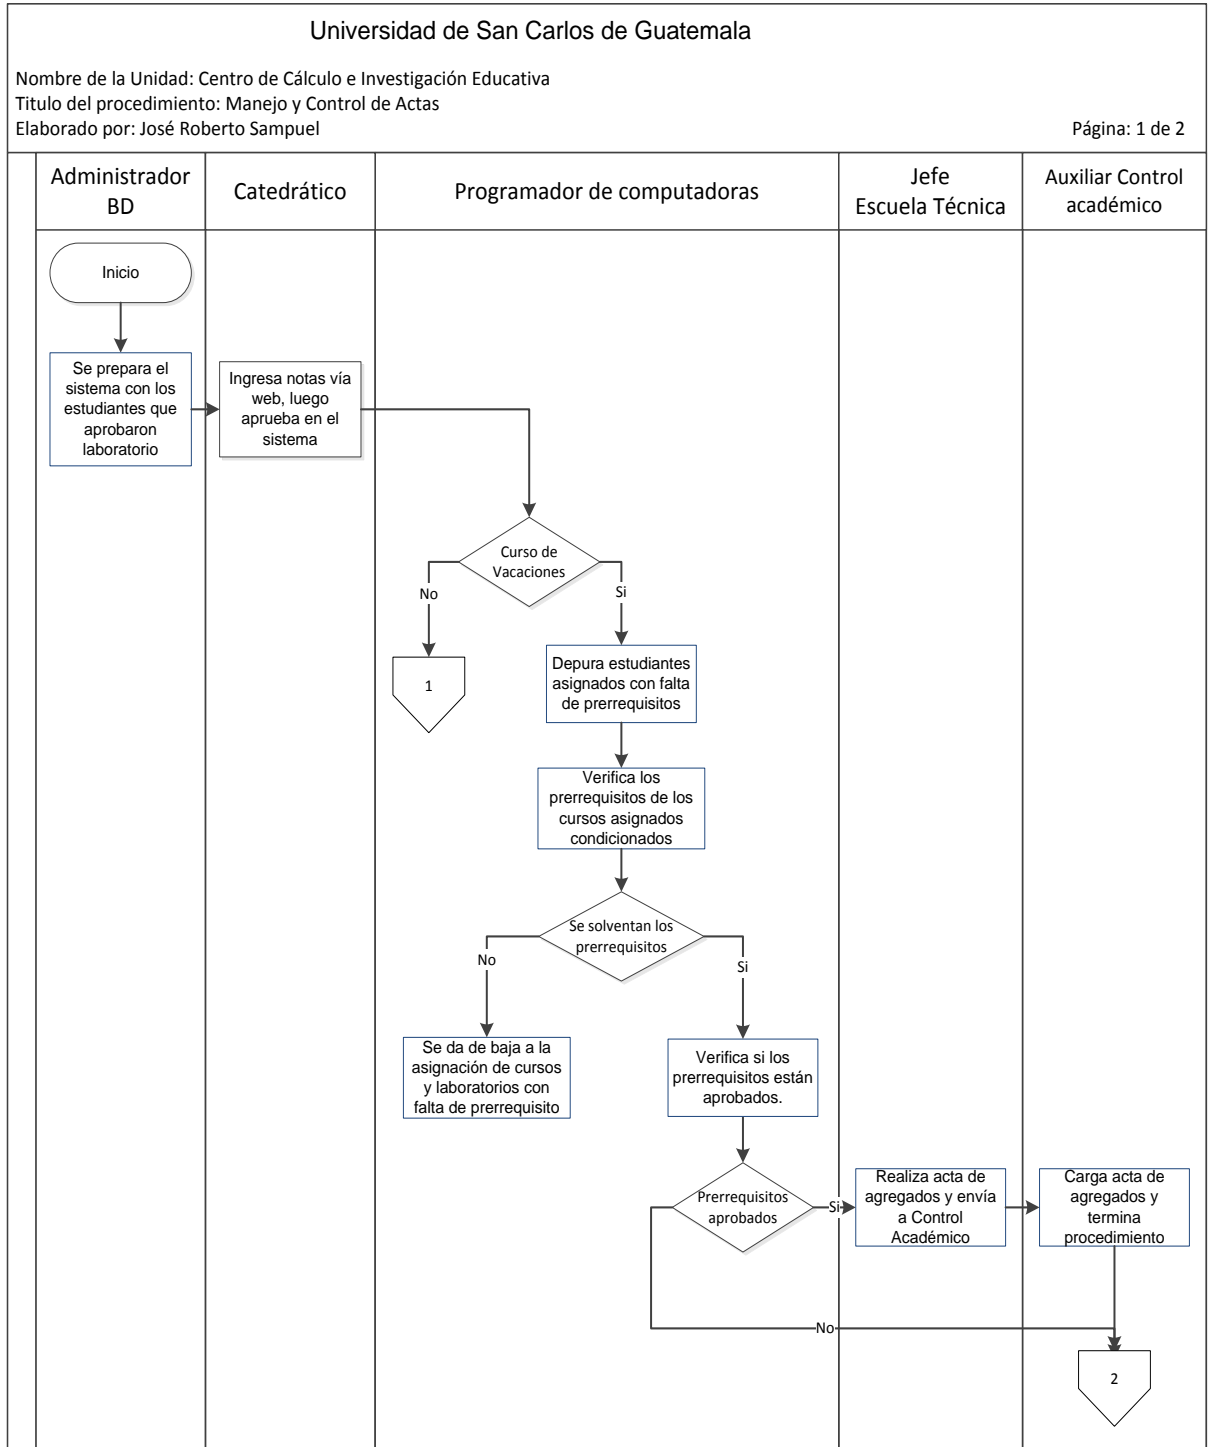 Universidad de San Carlos de Guatemala
Nombre de la Unidad: Centro de Cálculo e Investigación Educativa
Titulo del procedimiento: Manejo y Control de Actas
Elaborado por: José Roberto Sampuel
Página: 1 de 2
Administrador
BD
Catedrático
Programador de computadoras
Jefe
Escuela Técnica
Auxiliar Control
académico
Inicio
Se prepara el
sistema con los
estudiantes que
aprobaron
laboratorio
Ingresa notas vía
web, luego
aprueba en el
sistema
Curso de
Vacaciones
No
Si
1
Depura estudiantes
asignados con falta
de prerrequisitos
Verifica los
prerrequisitos de los
cursos asignados
condicionados
Se solventan los
prerrequisitos
No
Si
Se da de baja a la
asignación de cursos
y laboratorios con
falta de prerrequisito
Verifica si los
prerrequisitos están
aprobados.
Prerrequisitos
aprobados
Si
Realiza acta de
agregados y envía
a Control
Académico
Carga acta de
agregados y
termina
procedimiento
No
2